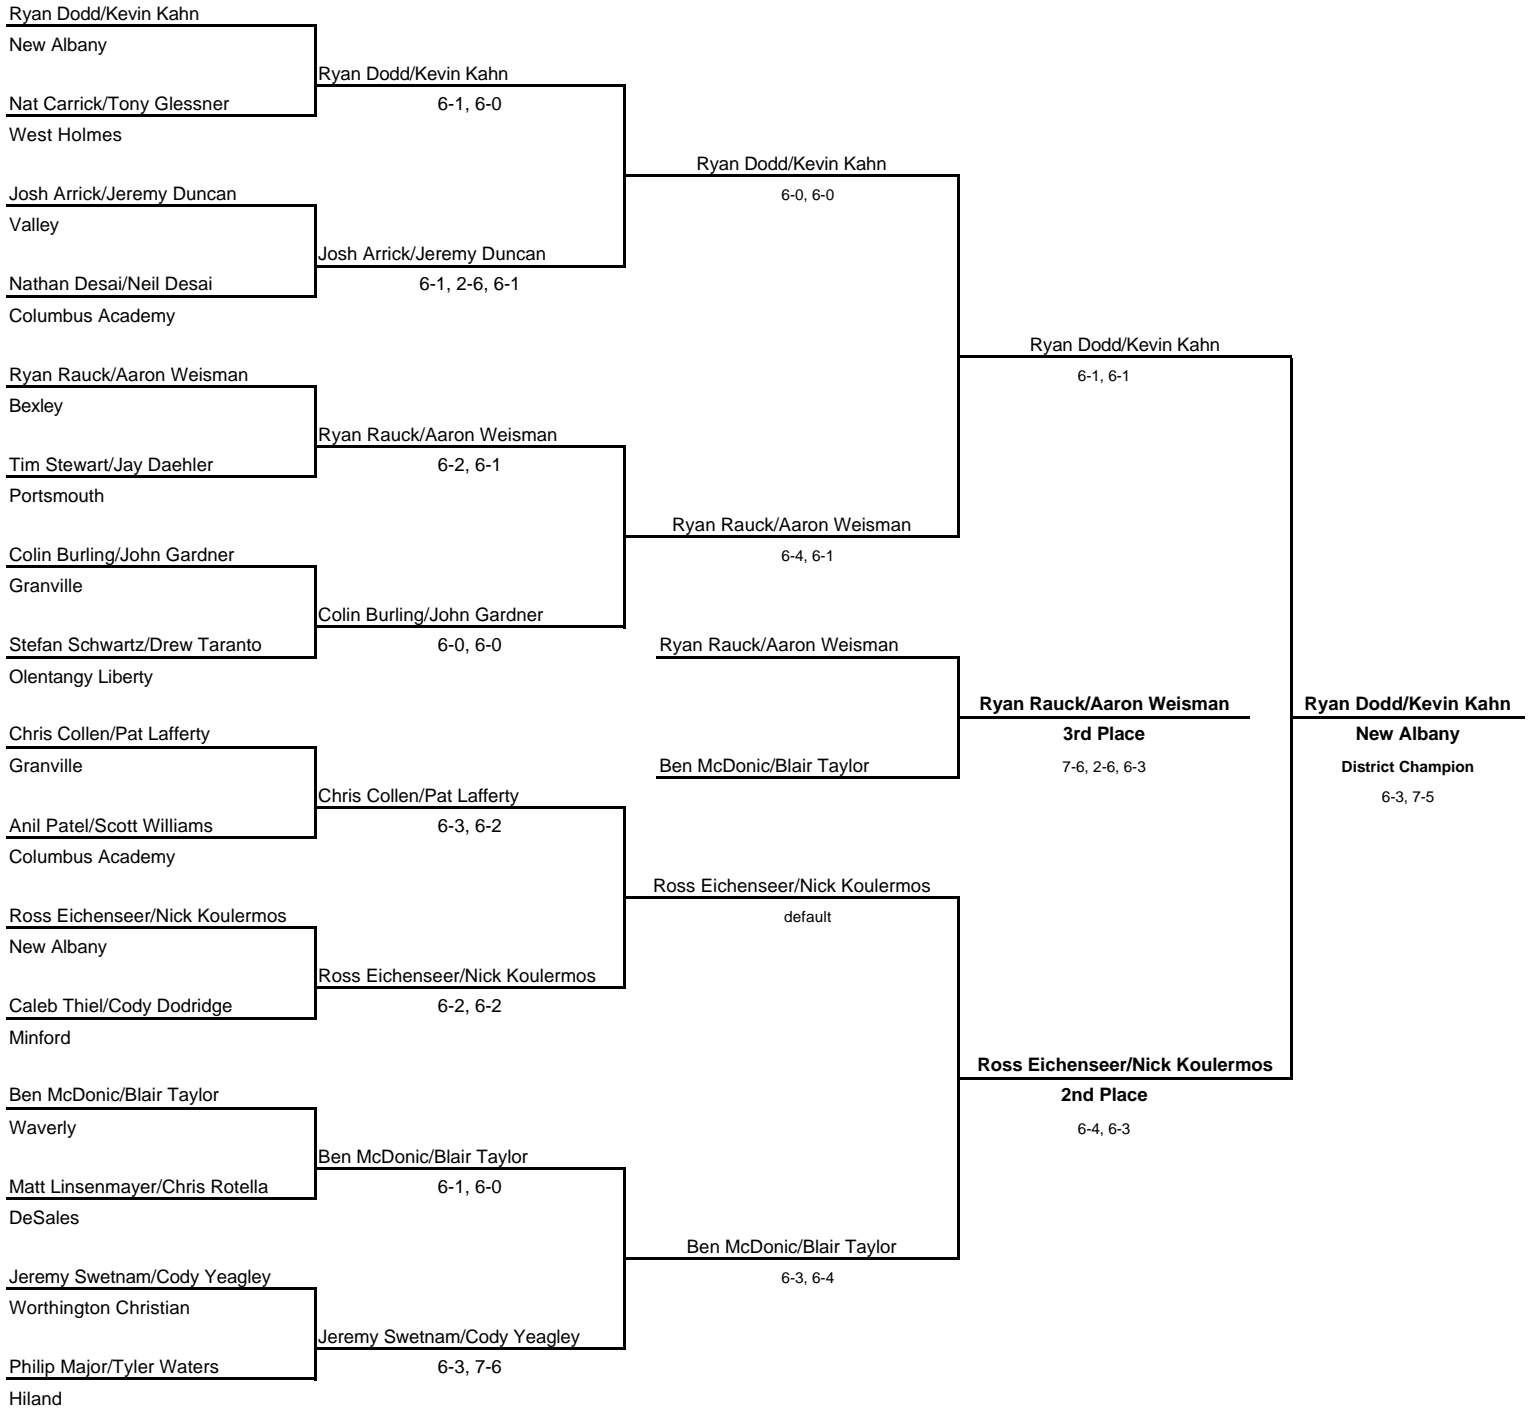 Ryan Dodd/Kevin Kahn
New Albany
Ryan Dodd/Kevin Kahn
Nat Carrick/Tony Glessner
6-1, 6-0
West Holmes
Ryan Dodd/Kevin Kahn
Josh Arrick/Jeremy Duncan
6-0, 6-0
Valley
Josh Arrick/Jeremy Duncan
Nathan Desai/Neil Desai
6-1, 2-6, 6-1
Columbus Academy
Ryan Dodd/Kevin Kahn
Ryan Rauck/Aaron Weisman
6-1, 6-1
Bexley
Ryan Rauck/Aaron Weisman
Tim Stewart/Jay Daehler
6-2, 6-1
Portsmouth
Ryan Rauck/Aaron Weisman
Colin Burling/John Gardner
6-4, 6-1
Granville
Colin Burling/John Gardner
Stefan Schwartz/Drew Taranto
6-0, 6-0
Ryan Rauck/Aaron Weisman
Olentangy Liberty
Ryan Rauck/Aaron Weisman
Ryan Dodd/Kevin Kahn
Chris Collen/Pat Lafferty
3rd Place
New Albany
Granville
Ben McDonic/Blair Taylor
7-6, 2-6, 6-3
District Champion
Chris Collen/Pat Lafferty
6-3, 7-5
Anil Patel/Scott Williams
6-3, 6-2
Columbus Academy
Ross Eichenseer/Nick Koulermos
Ross Eichenseer/Nick Koulermos
default
New Albany
Ross Eichenseer/Nick Koulermos
Caleb Thiel/Cody Dodridge
6-2, 6-2
Minford
Ross Eichenseer/Nick Koulermos
Ben McDonic/Blair Taylor
2nd Place
Waverly
6-4, 6-3
Ben McDonic/Blair Taylor
Matt Linsenmayer/Chris Rotella
6-1, 6-0
DeSales
Ben McDonic/Blair Taylor
Jeremy Swetnam/Cody Yeagley
6-3, 6-4
Worthington Christian
Jeremy Swetnam/Cody Yeagley
Philip Major/Tyler Waters
6-3, 7-6
Hiland